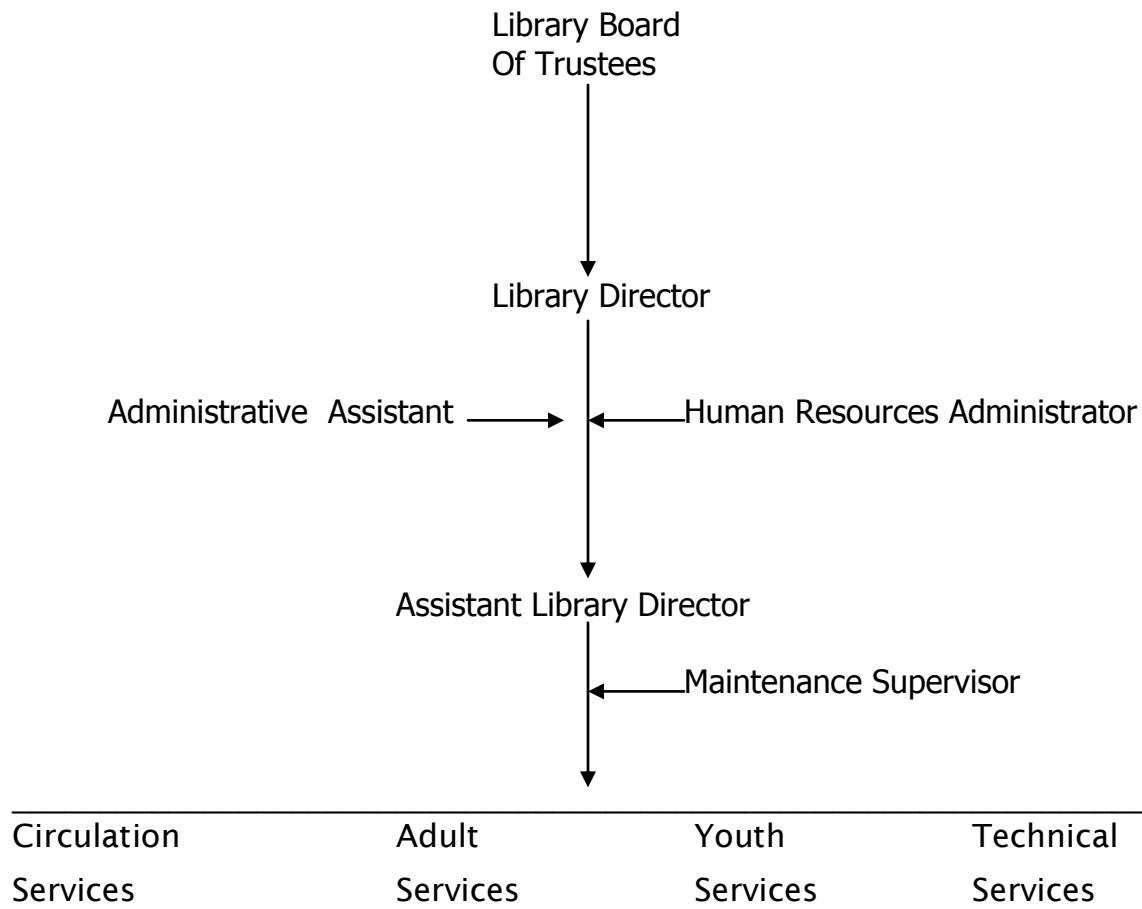 Library Board
Of Trustees
Library Director
Administrative Assistant
Human Resources Administrator
Assistant Library Director
Maintenance Supervisor
Circulation Adult Youth Technical
Services Services Services Services